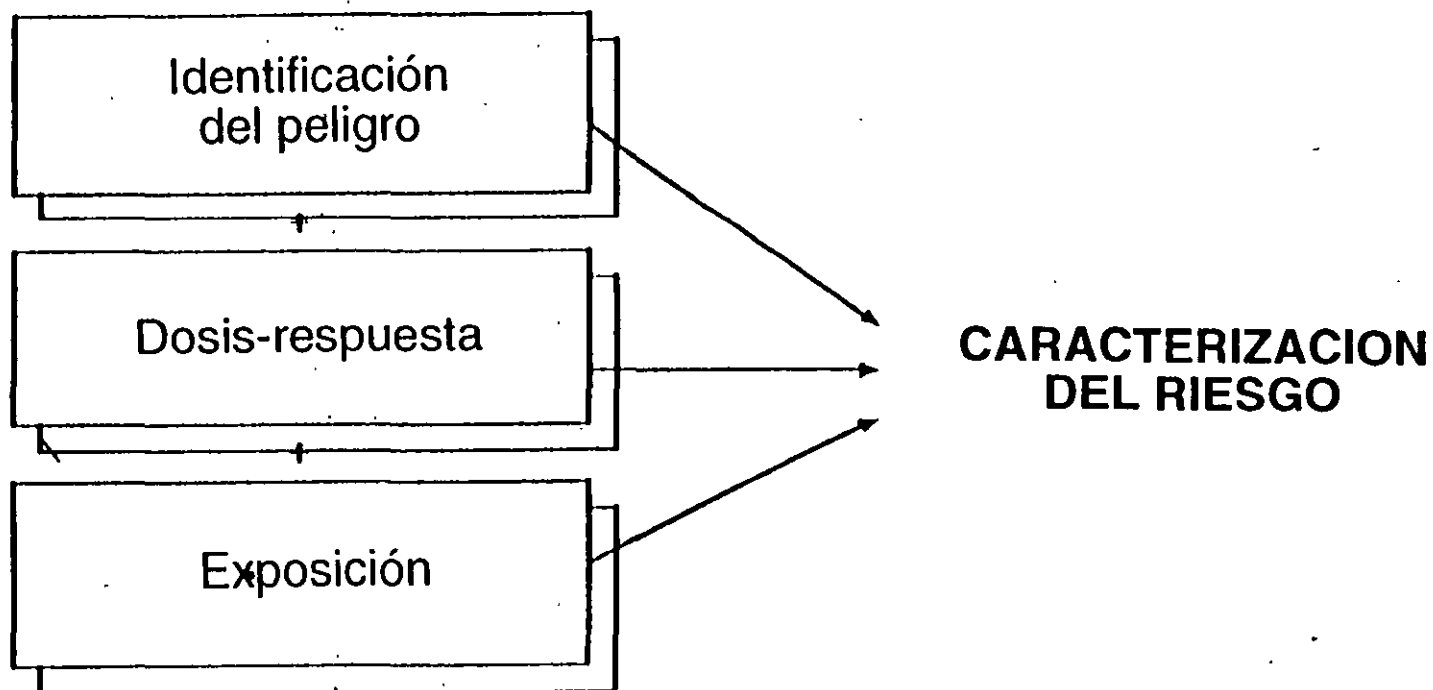 Identificación
del peligro
Dosis-respuesta
Exposición
CARACTERIZACION
DEL RIESGO